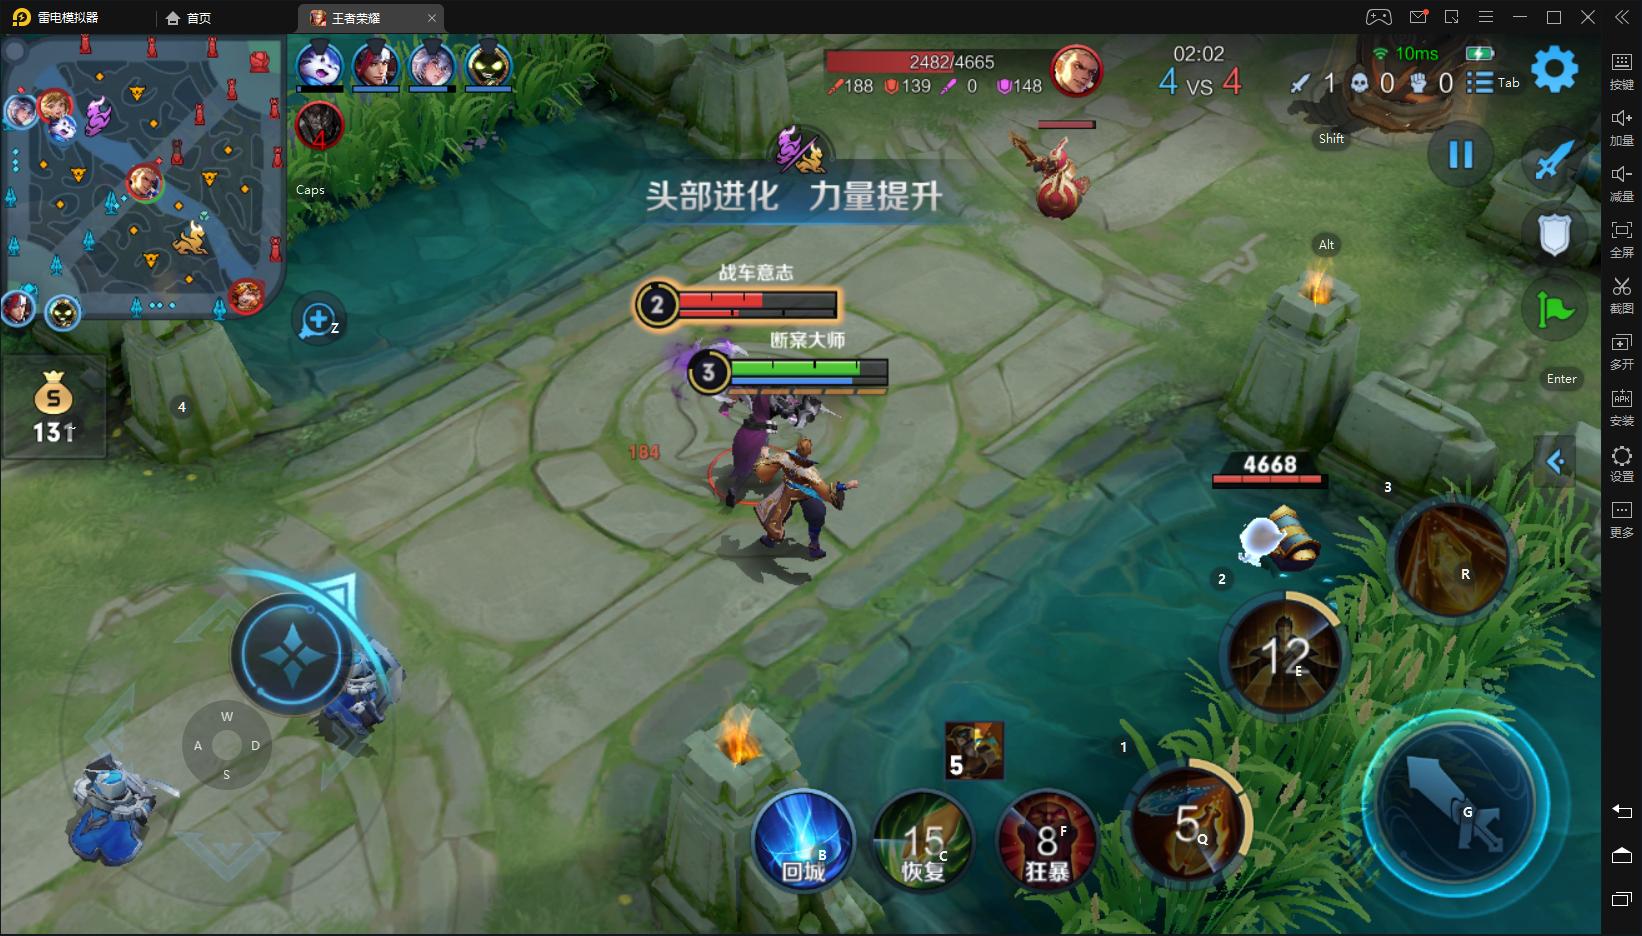 雷电模拟器
首页
王者荣耀
2482/4665
188 139 0 148
02:02
4 VS 4
1 0 0
10ms
Tab
按键
加量
减量
全屏
截图
多开
安装
设置
更多
Shift
4
Caps
头部进化 力量提升
Alt
战车意志
2
断案大师
3
Z
S
4
Enter
184
4668
3
2
R
12
E
W
A D
S
1
5
5
Q
G
回城
B
15
恢复
C
8
狂暴
F